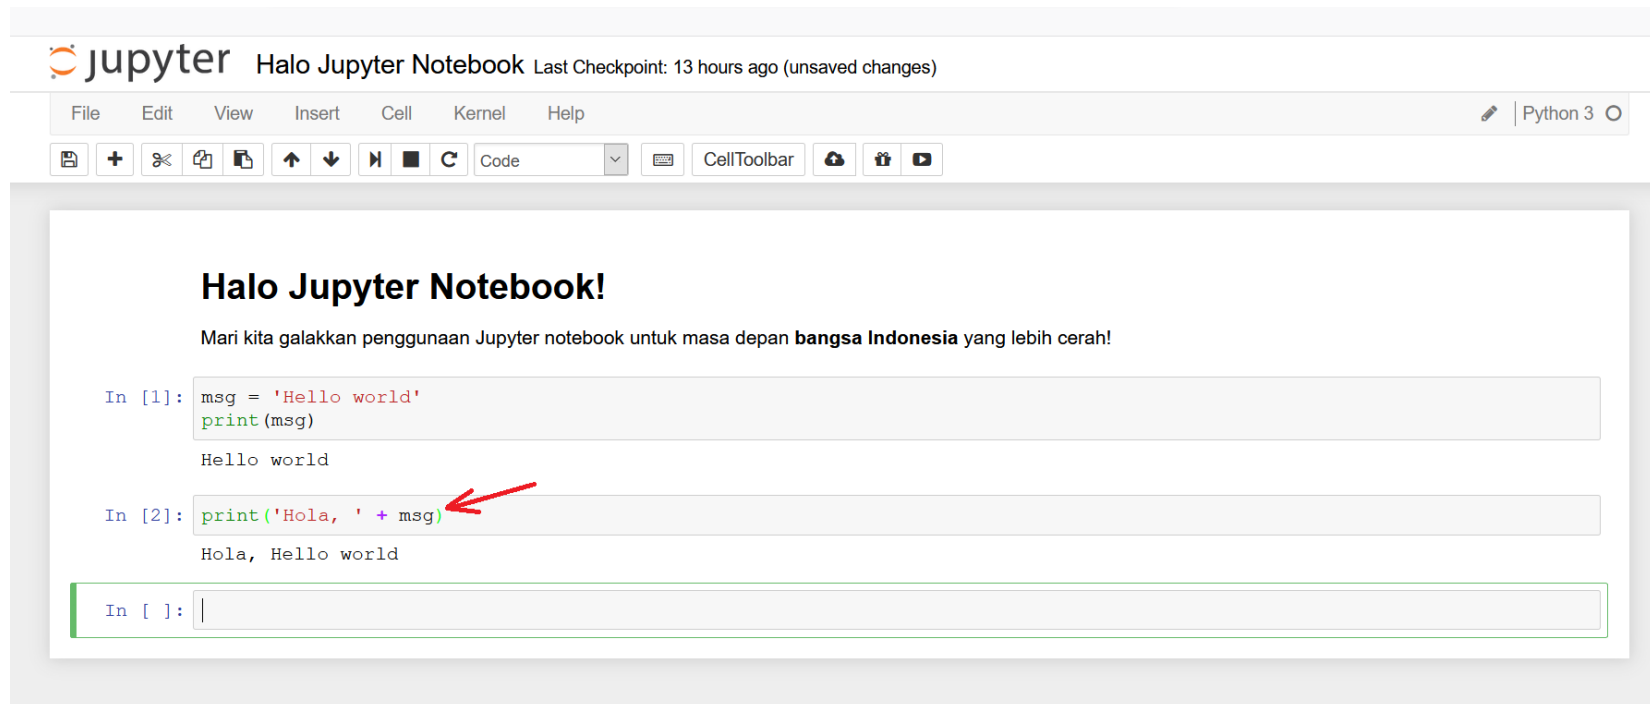 jupyter Halo Jupyter Notebook Last Checkpoint: 13 hours ago (unsaved changes)
File Edit View Insert Cell Kernel Help Python 3
Code CellToolbar
Halo Jupyter Notebook!
Mari kita galakkan penggunaan Jupyter notebook untuk masa depan bangsa Indonesia yang lebih cerah!
In [1]: msg = 'Hello world'
print(msg)
Hello world
In [2]: print('Hola, ' + msg)
Hola, Hello world
In [ ]: